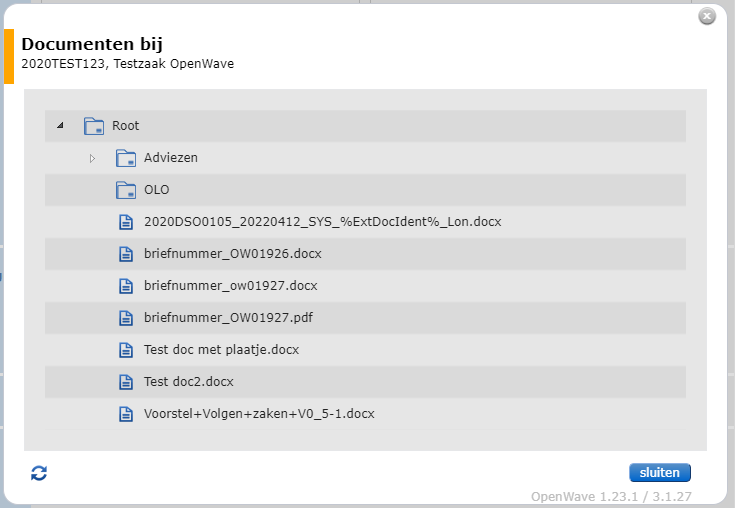 Documenten bij
2020TEST123, Testzaak OpenWave
Root
Adviezen
OLO
2020DSO0105_20220412_SYS_%ExtDocIdent%_Lon.docx
briefnummer_OW01926.docx
briefnummer_ow01927.docx
briefnummer_OW01927.pdf
Test doc met plaatje.docx
Test doc2.docx
Voorstel+Volgen+zaken+V0_5-1.docx
sluiten
OpenWave 1.23.1 / 3.1.27